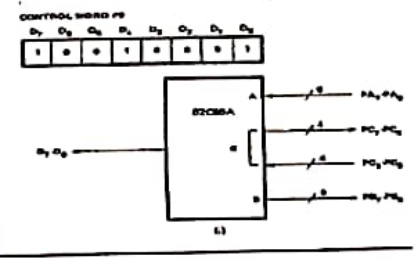 CONTROL WORD #9
D7 D6 D5 D4 D3 D2 D1 D0
1 0 0 1 0 0 0 1
82C55A
A
8
PA7-PA0
4
PC7-PC4
C
D7-D0
4
PC3-PC0
B
8
PB7-PB0